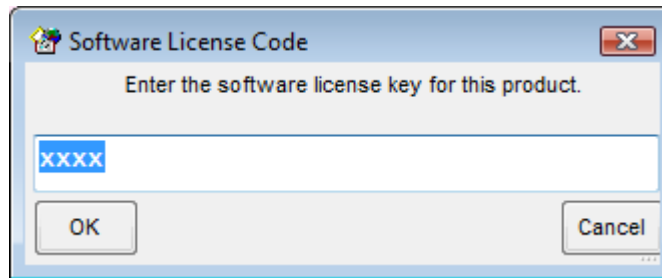 Software License Code
Enter the software license key for this product.
xxxx
OK
Cancel